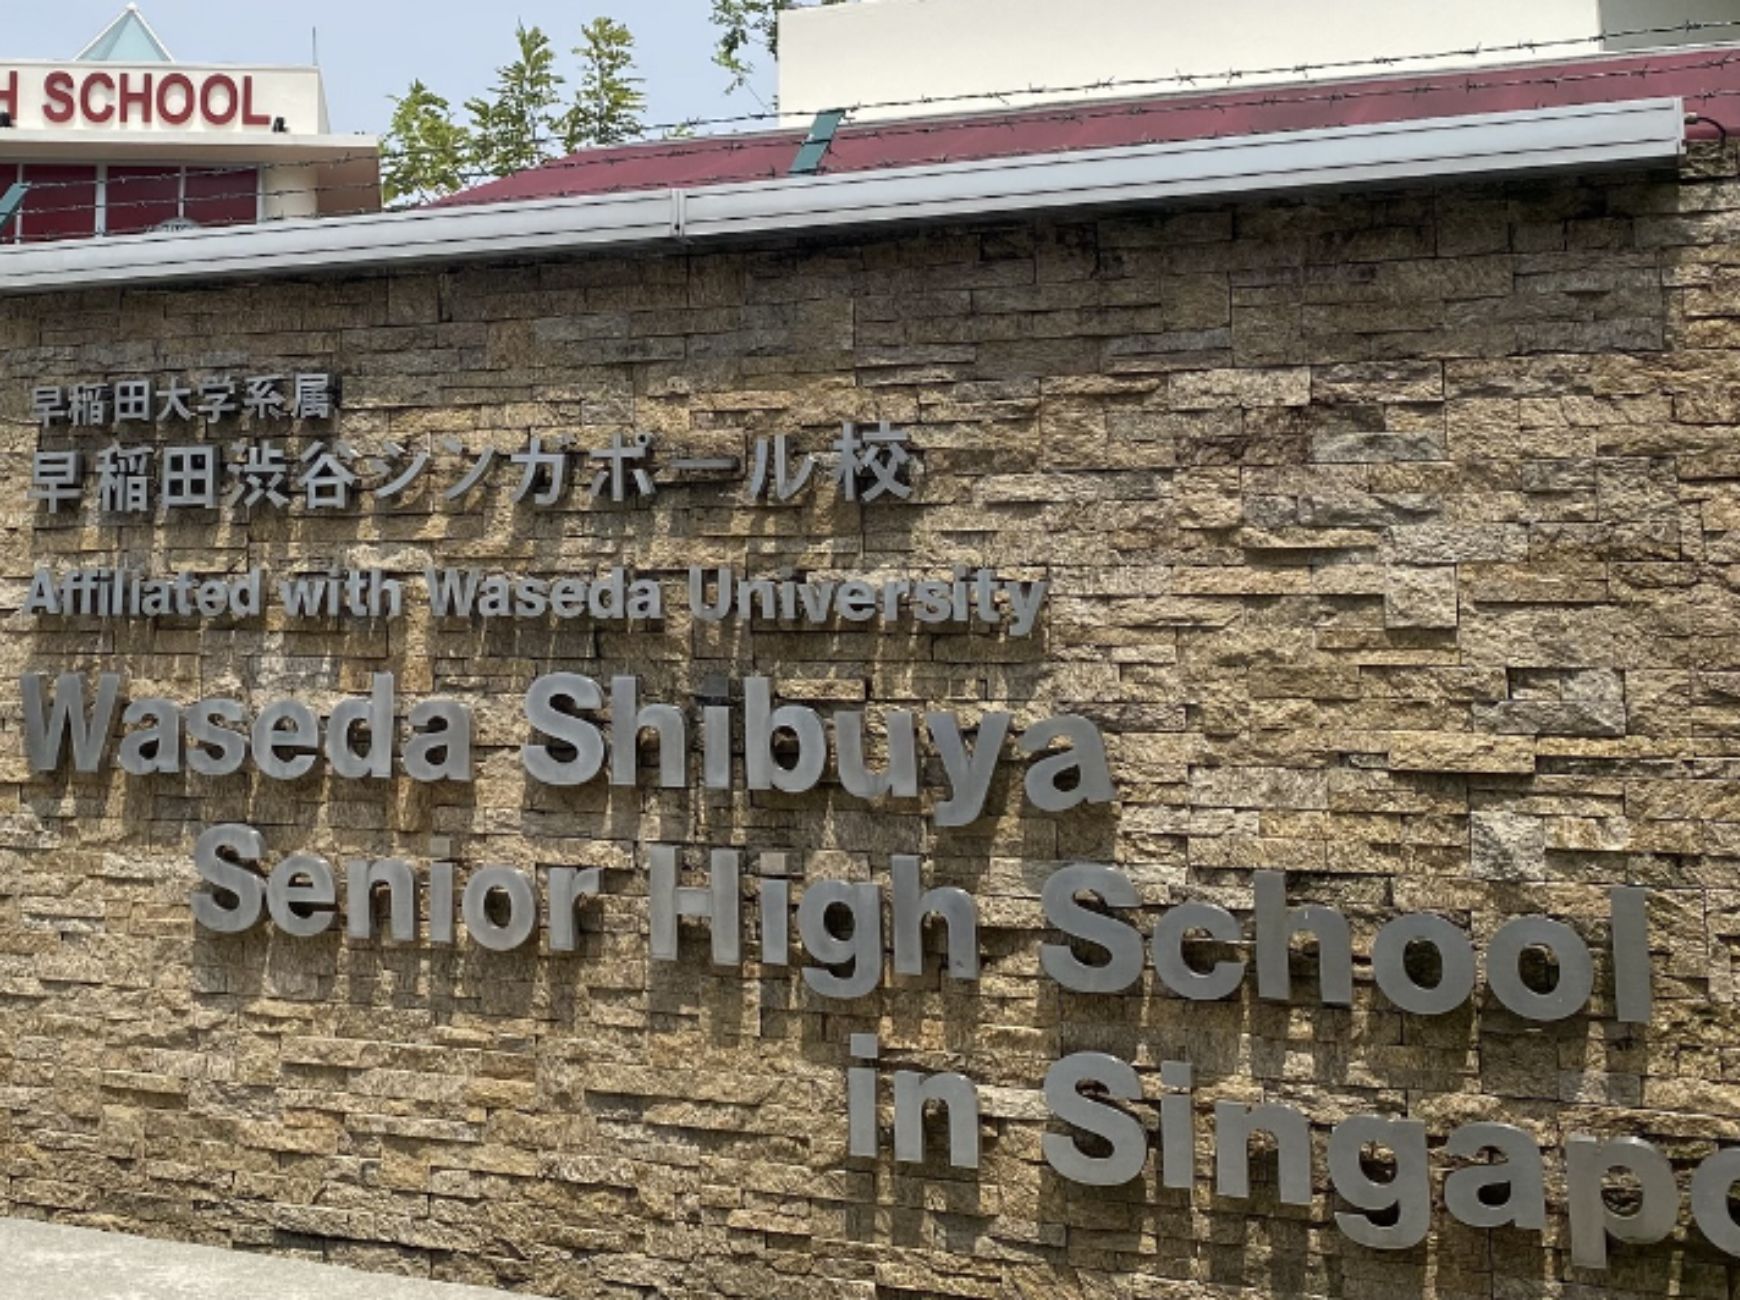 H SCHOOL
早稲田大学系属
早稲田渋谷シンガポール校
Affiliated with Waseda University
Waseda Shibuya
Senior High School
in Singapo